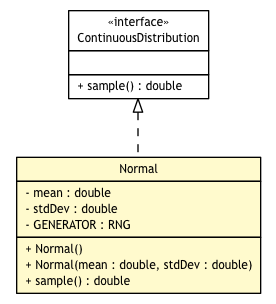 «interface»
ContinuousDistribution
+ sample() : double
Normal
- mean : double
- stdDev : double
- GENERATOR : RNG
+ Normal()
+ Normal(mean : double, stdDev : double)
+ sample() : double